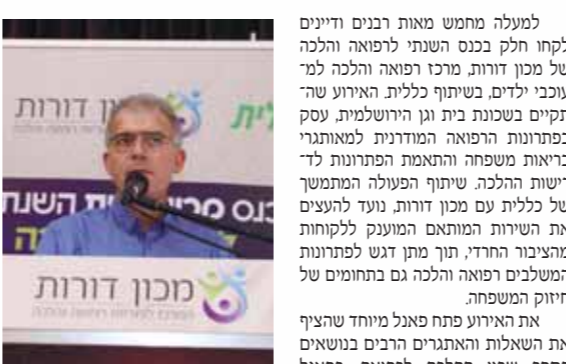 למעלה מחמש מאות רבנים ודיינים
לקחו חלק בכנס השנתי לרפואה והלכה
של מכון דורות, מרכז רפואה והלכה למ־
עוכבי ילדים, בשיתוף כללית. האירוע שה־
תקיים בשכונת בית וגן הירושלמית, עסק
בפתרונות הרפואה המודרנית למאותגרי
בריאות משפחה והתאמת הפתרונות לד־
רישות ההלכה. שיתוף הפעולה המתמשך
של כללית עם מכון דורות, נועד להעצים
את השירות המותאם המוענק ללקוחות
מהציבור החרדי, תוך מתן דגש לפתרונות
המשלבים רפואה והלכה גם בתחומים של
חיזוק המשפחה.
את האירוע פתח פאנל מיוחד שהציף
את השאלות והאתגרים הרבים בנושאים
ון דורות
לית
כנס
השנת
מכון דורות